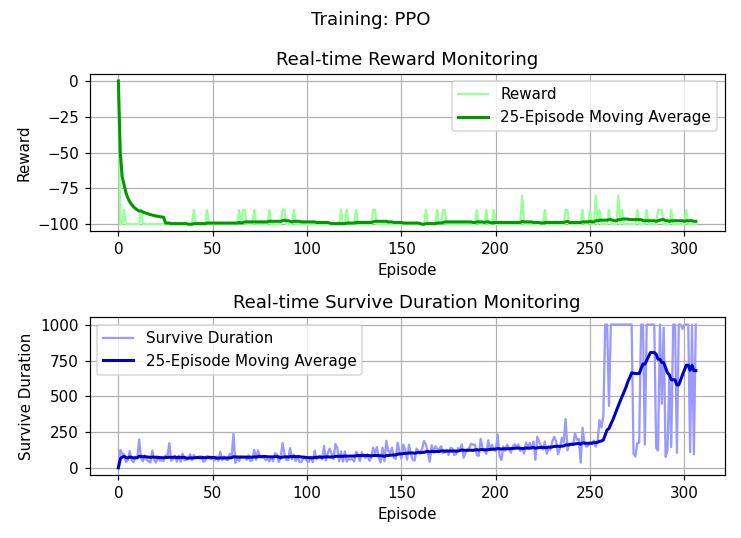 Training: PPO
Real-time Reward Monitoring
0
−25
−50
−75
−100
Reward
Reward
25-Episode Moving Average
0
50
100
150
200
250
300
Episode
Real-time Survive Duration Monitoring
1000
750
500
250
0
Survive Duration
Survive Duration
25-Episode Moving Average
0
50
100
150
200
250
300
Episode